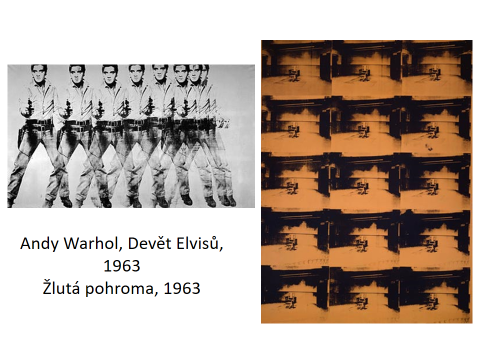 Andy Warhol, Devět Elvisů,
1963
Žlutá pohroma, 1963